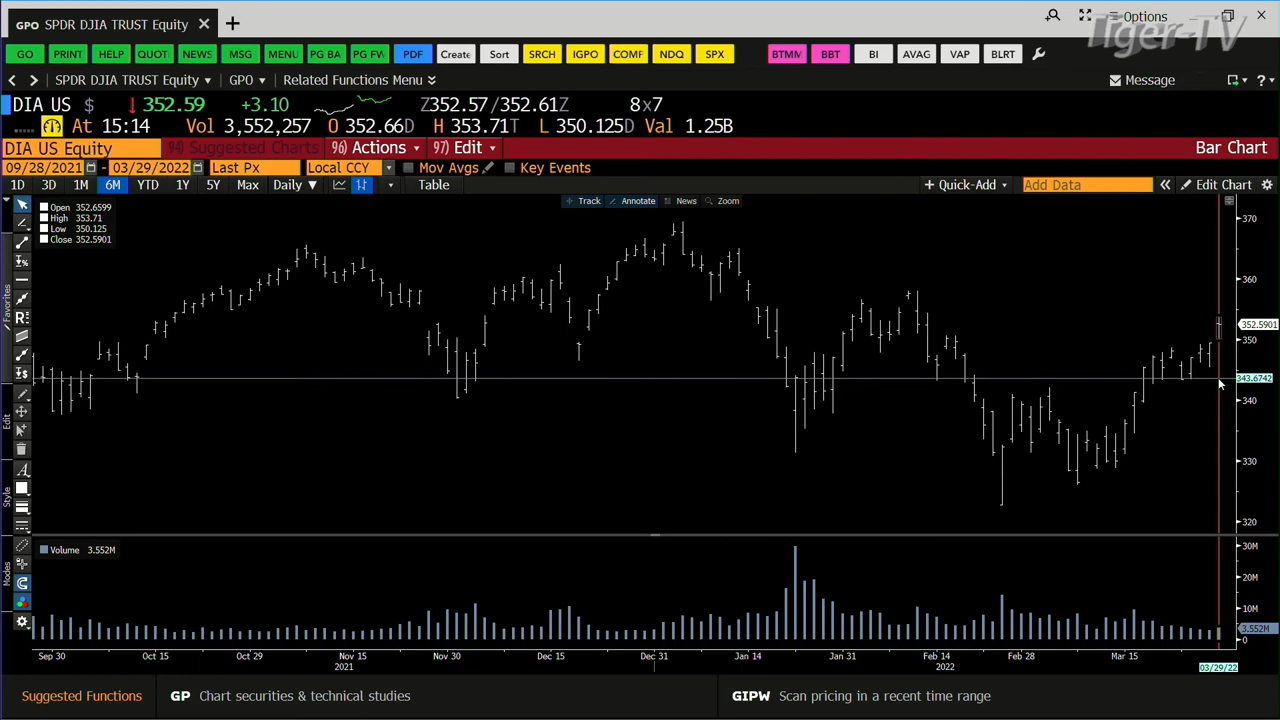 GPO SPDR DJIA TRUST Equity
Options
Tiger-TV
GO PRINT HELP QUOT NEWS MSG MENU PG BA PG FW PDF Create Sort SRCH IGPO COMF NDQ SPX BTMM BBT BI AVAG VAP BLRT
SPDR DJIA TRUST Equity GPO Related Functions Menu Message
DIA US $ 352.59 +3.10 Z352.57/352.61Z 8x7
At 15:14 Vol 3,552,257 O 352.66D H 353.71T L 350.125D Val 1.25B
DIA US Equity 94) Suggested Charts 96) Actions 97) Edit Bar Chart
09/28/2021 - 03/29/2022 Last Px Local CCY Mov Avgs Key Events
1D 3D 1M 6M YTD 1Y 5Y Max Daily Table + Quick-Add Add Data Edit Chart
Track Annotate News Zoom
Open 352.6599
High 353.71
Low 350.125
Close 352.5901
370
360
352.5901
350
343.6742
340
330
320
Favorites
Edit
Style
Modes
Volume 3.552M
30M
20M
10M
3.552M
0
Sep 30 Oct 15 Oct 29 Nov 15 Nov 30 Dec 15 Dec 31 Jan 14 Jan 31 Feb 14 Feb 28 Mar 15
2021 2022 03/29/22
Suggested Functions GP Chart securities & technical studies GIPW Scan pricing in a recent time range